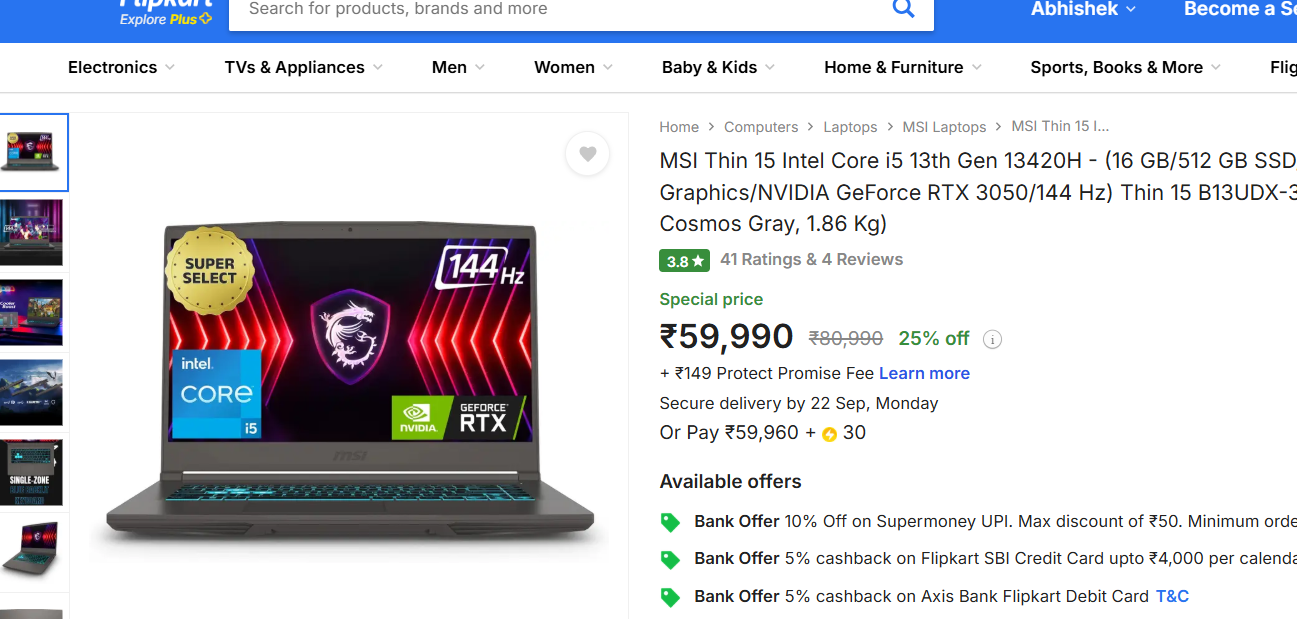 Flipkart
Explore Plus
Search for products, brands and more
Abhishek
Become a Se
Electronics
TVs & Appliances
Men
Women
Baby & Kids
Home & Furniture
Sports, Books & More
Flig
Home > Computers > Laptops > MSI Laptops > MSI Thin 15 I...
MSI Thin 15 Intel Core i5 13th Gen 13420H - (16 GB/512 GB SSD/
Graphics/NVIDIA GeForce RTX 3050/144 Hz) Thin 15 B13UDX-3
Cosmos Gray, 1.86 Kg)
3.8★ 41 Ratings & 4 Reviews
Special price
₹59,990 ₹80,990 25% off
+ ₹149 Protect Promise Fee Learn more
Secure delivery by 22 Sep, Monday
Or Pay ₹59,960 + 30
Available offers
Bank Offer 10% Off on Supermoney UPI. Max discount of ₹50. Minimum orde
Bank Offer 5% cashback on Flipkart SBI Credit Card upto ₹4,000 per calenda
Bank Offer 5% cashback on Axis Bank Flipkart Debit Card T&C
SUPER
SELECT
144Hz
intel
CORE
i5
NVIDIA
GEFORCE
RTX
msi
SINGLE-ZONE